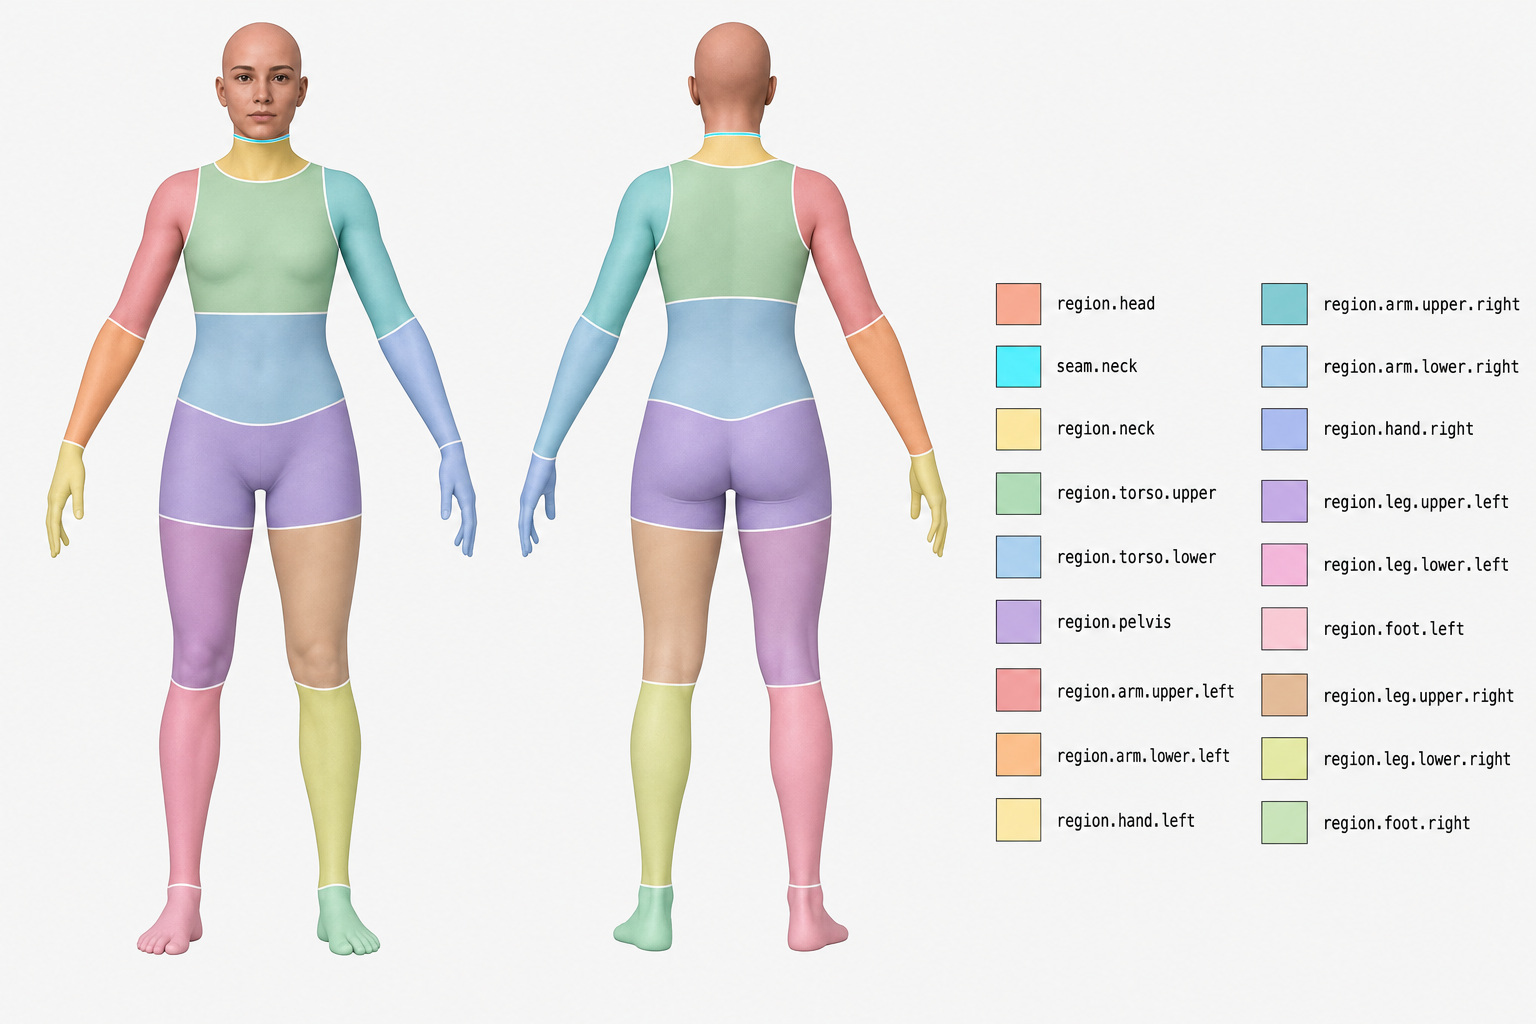 region.head
seam.neck
region.neck
region.torso.upper
region.torso.lower
region.pelvis
region.arm.upper.left
region.arm.lower.left
region.hand.left
region.arm.upper.right
region.arm.lower.right
region.hand.right
region.leg.upper.left
region.leg.lower.left
region.foot.left
region.leg.upper.right
region.leg.lower.right
region.foot.right